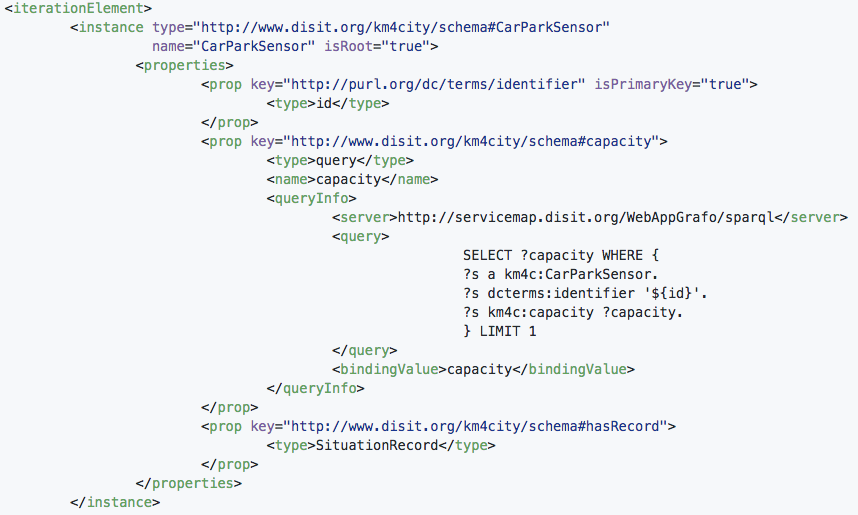 <iterationElement>
<instance type="http://www.disit.org/km4city/schema#CarParkSensor"
name="CarParkSensor" isRoot="true">
<properties>
<prop key="http://purl.org/dc/terms/identifier" isPrimaryKey="true">
<type>id</type>
</prop>
<prop key="http://www.disit.org/km4city/schema#capacity">
<type>query</type>
<name>capacity</name>
<queryInfo>
<server>http://servicemap.disit.org/WebAppGrafo/sparql</server>
<query>
SELECT ?capacity WHERE {
?s a km4c:CarParkSensor.
?s dcterms:identifier '${id}'.
?s km4c:capacity ?capacity.
} LIMIT 1
</query>
<bindingValue>capacity</bindingValue>
</queryInfo>
</prop>
<prop key="http://www.disit.org/km4city/schema#hasRecord">
<type>SituationRecord</type>
</prop>
</properties>
</instance>